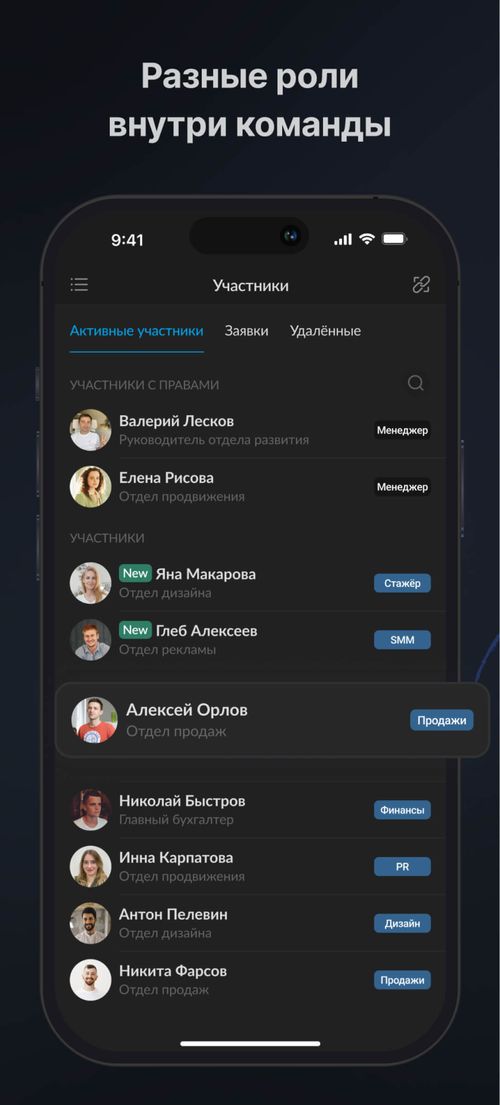 Разные роли
внутри команды
9:41
Участники
Активные участники Заявки Удалённые
УЧАСТНИКИ С ПРАВАМИ
Валерий Лесков
Руководитель отдела развития
Менеджер
Елена Рисова
Отдел продвижения
Менеджер
УЧАСТНИКИ
New Яна Макарова
Отдел дизайна
Стажёр
New Глеб Алексеев
Отдел рекламы
SMM
Алексей Орлов
Отдел продаж
Продажи
Николай Быстров
Главный бухгалтер
Финансы
Инна Карпатова
Отдел продвижения
PR
Антон Пелевин
Отдел дизайна
Дизайн
Никита Фарсов
Отдел продаж
Продажи